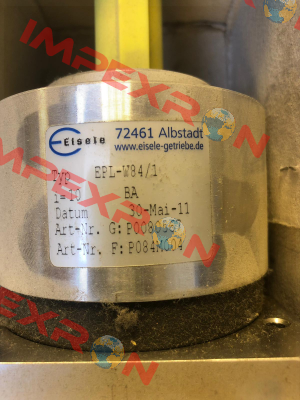 IMPEXRON
Eisele 72461 Albstadt
www.eisele-getriebe.de
Typ EPL-W84/1
i=10 BA
Datum 30-Mai-11
Art-Nr. G:
Art-Nr. F:
IMPEXRON